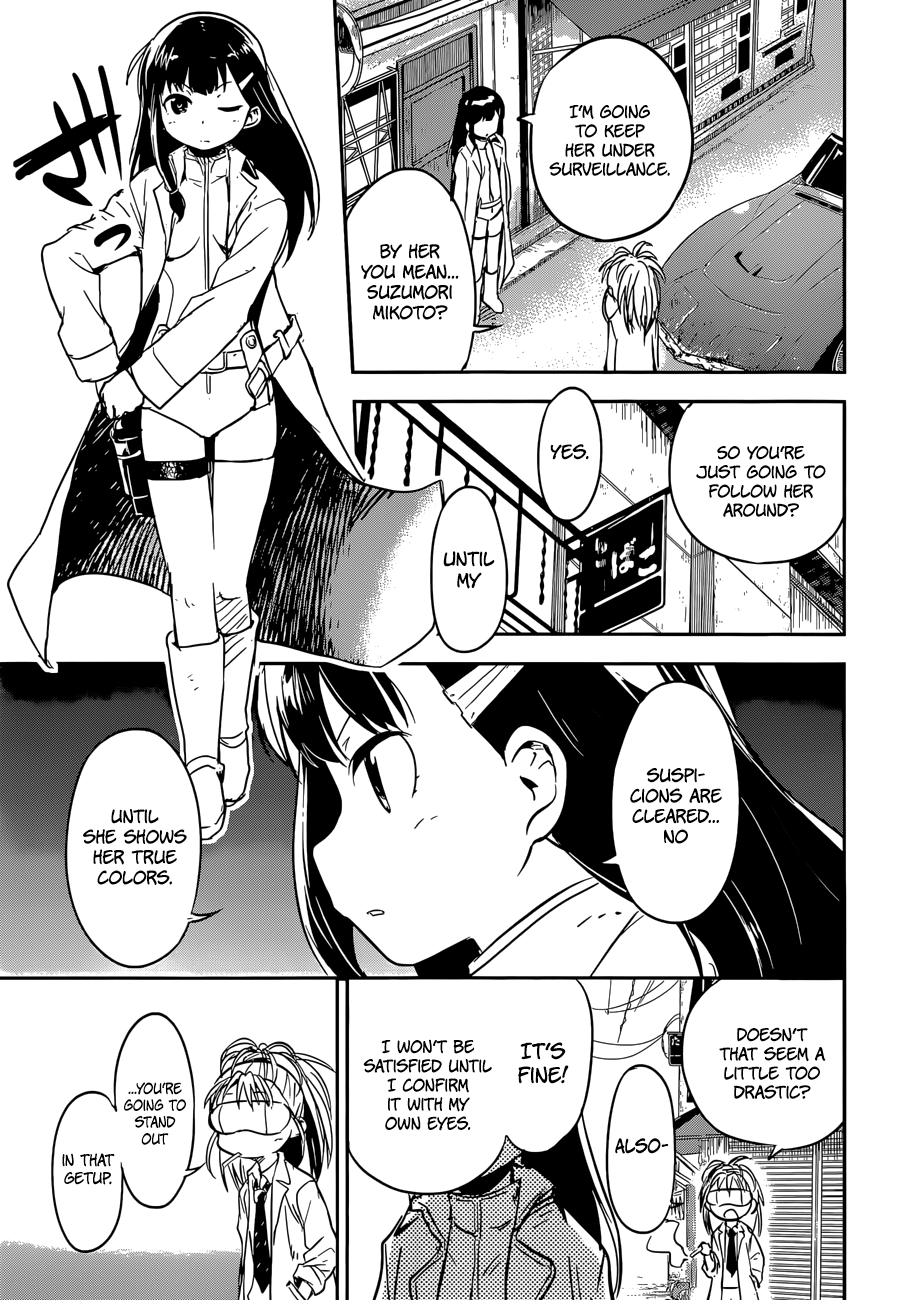 I'M GOING
TO KEEP
HER UNDER
SURVEILLANCE.
BY HER
YOU MEAN...
SUZUMORI
MIKOTO?
SO YOU'RE
JUST GOING TO
FOLLOW HER
AROUND?
YES.
ばこ
UNTIL
MY
SUSPI-
CIONS ARE
CLEARED...
NO
UNTIL
SHE SHOWS
HER TRUE
COLORS.
DOESN'T
THAT SEEM A
LITTLE TOO
DRASTIC?
ALSO-
IT'S
FINE!
I WON'T BE
SATISFIED UNTIL
I CONFIRM
IT WITH MY
OWN EYES.
...YOU'RE
GOING TO
STAND
OUT
IN THAT
GETUP.